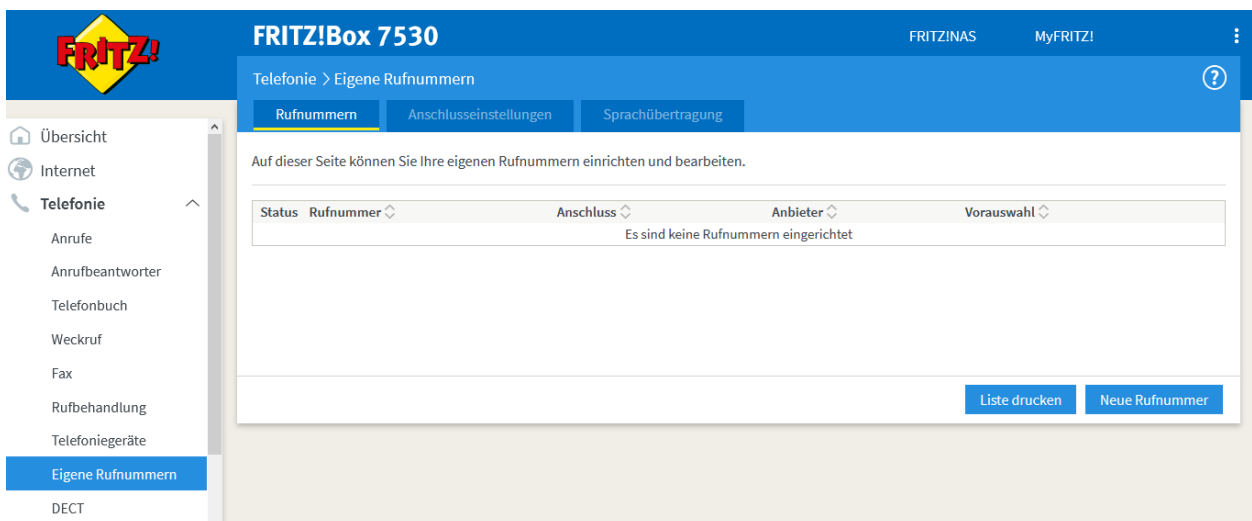 FRITZ!
FRITZ!Box 7530
FRITZ!NAS MyFRITZ!
Telefonie > Eigene Rufnummern ?
Rufnummern Anschlusseinstellungen Sprachübertragung
Übersicht
Internet
Telefonie
Anrufe
Anrufbeantworter
Telefonbuch
Weckruf
Fax
Rufbehandlung
Telefoniegeräte
Eigene Rufnummern
DECT
Auf dieser Seite können Sie Ihre eigenen Rufnummern einrichten und bearbeiten.
Status Rufnummer Anschluss Anbieter Vorauswahl
Es sind keine Rufnummern eingerichtet
Liste drucken Neue Rufnummer